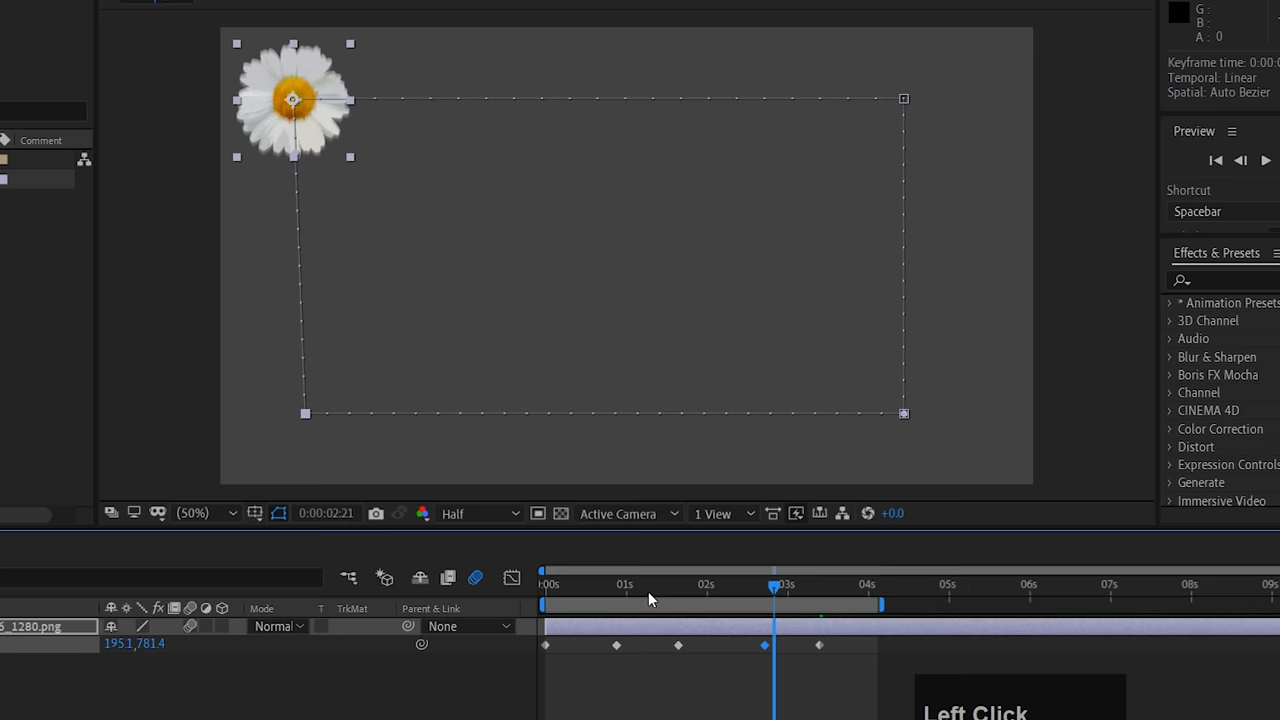 G:
B:
A: 0
Keyframe time: 0:00:0
Temporal: Linear
Spatial: Auto Bezier
Comment
Preview
Shortcut
Spacebar
Effects & Presets
* Animation Presets
3D Channel
Audio
Blur & Sharpen
Boris FX Mocha
Channel
CINEMA 4D
Color Correction
Distort
Expression Controls
Generate
Immersive Video
(50%)
0:00:02:21
Half
Active Camera
1 View
+0.0
0:00s 01s 02s 03s 04s 05s 06s 07s 08s 09s
Mode
T
TrkMat
Parent & Link
5_1280.png
Normal
None
195.1,781.4
Left Click